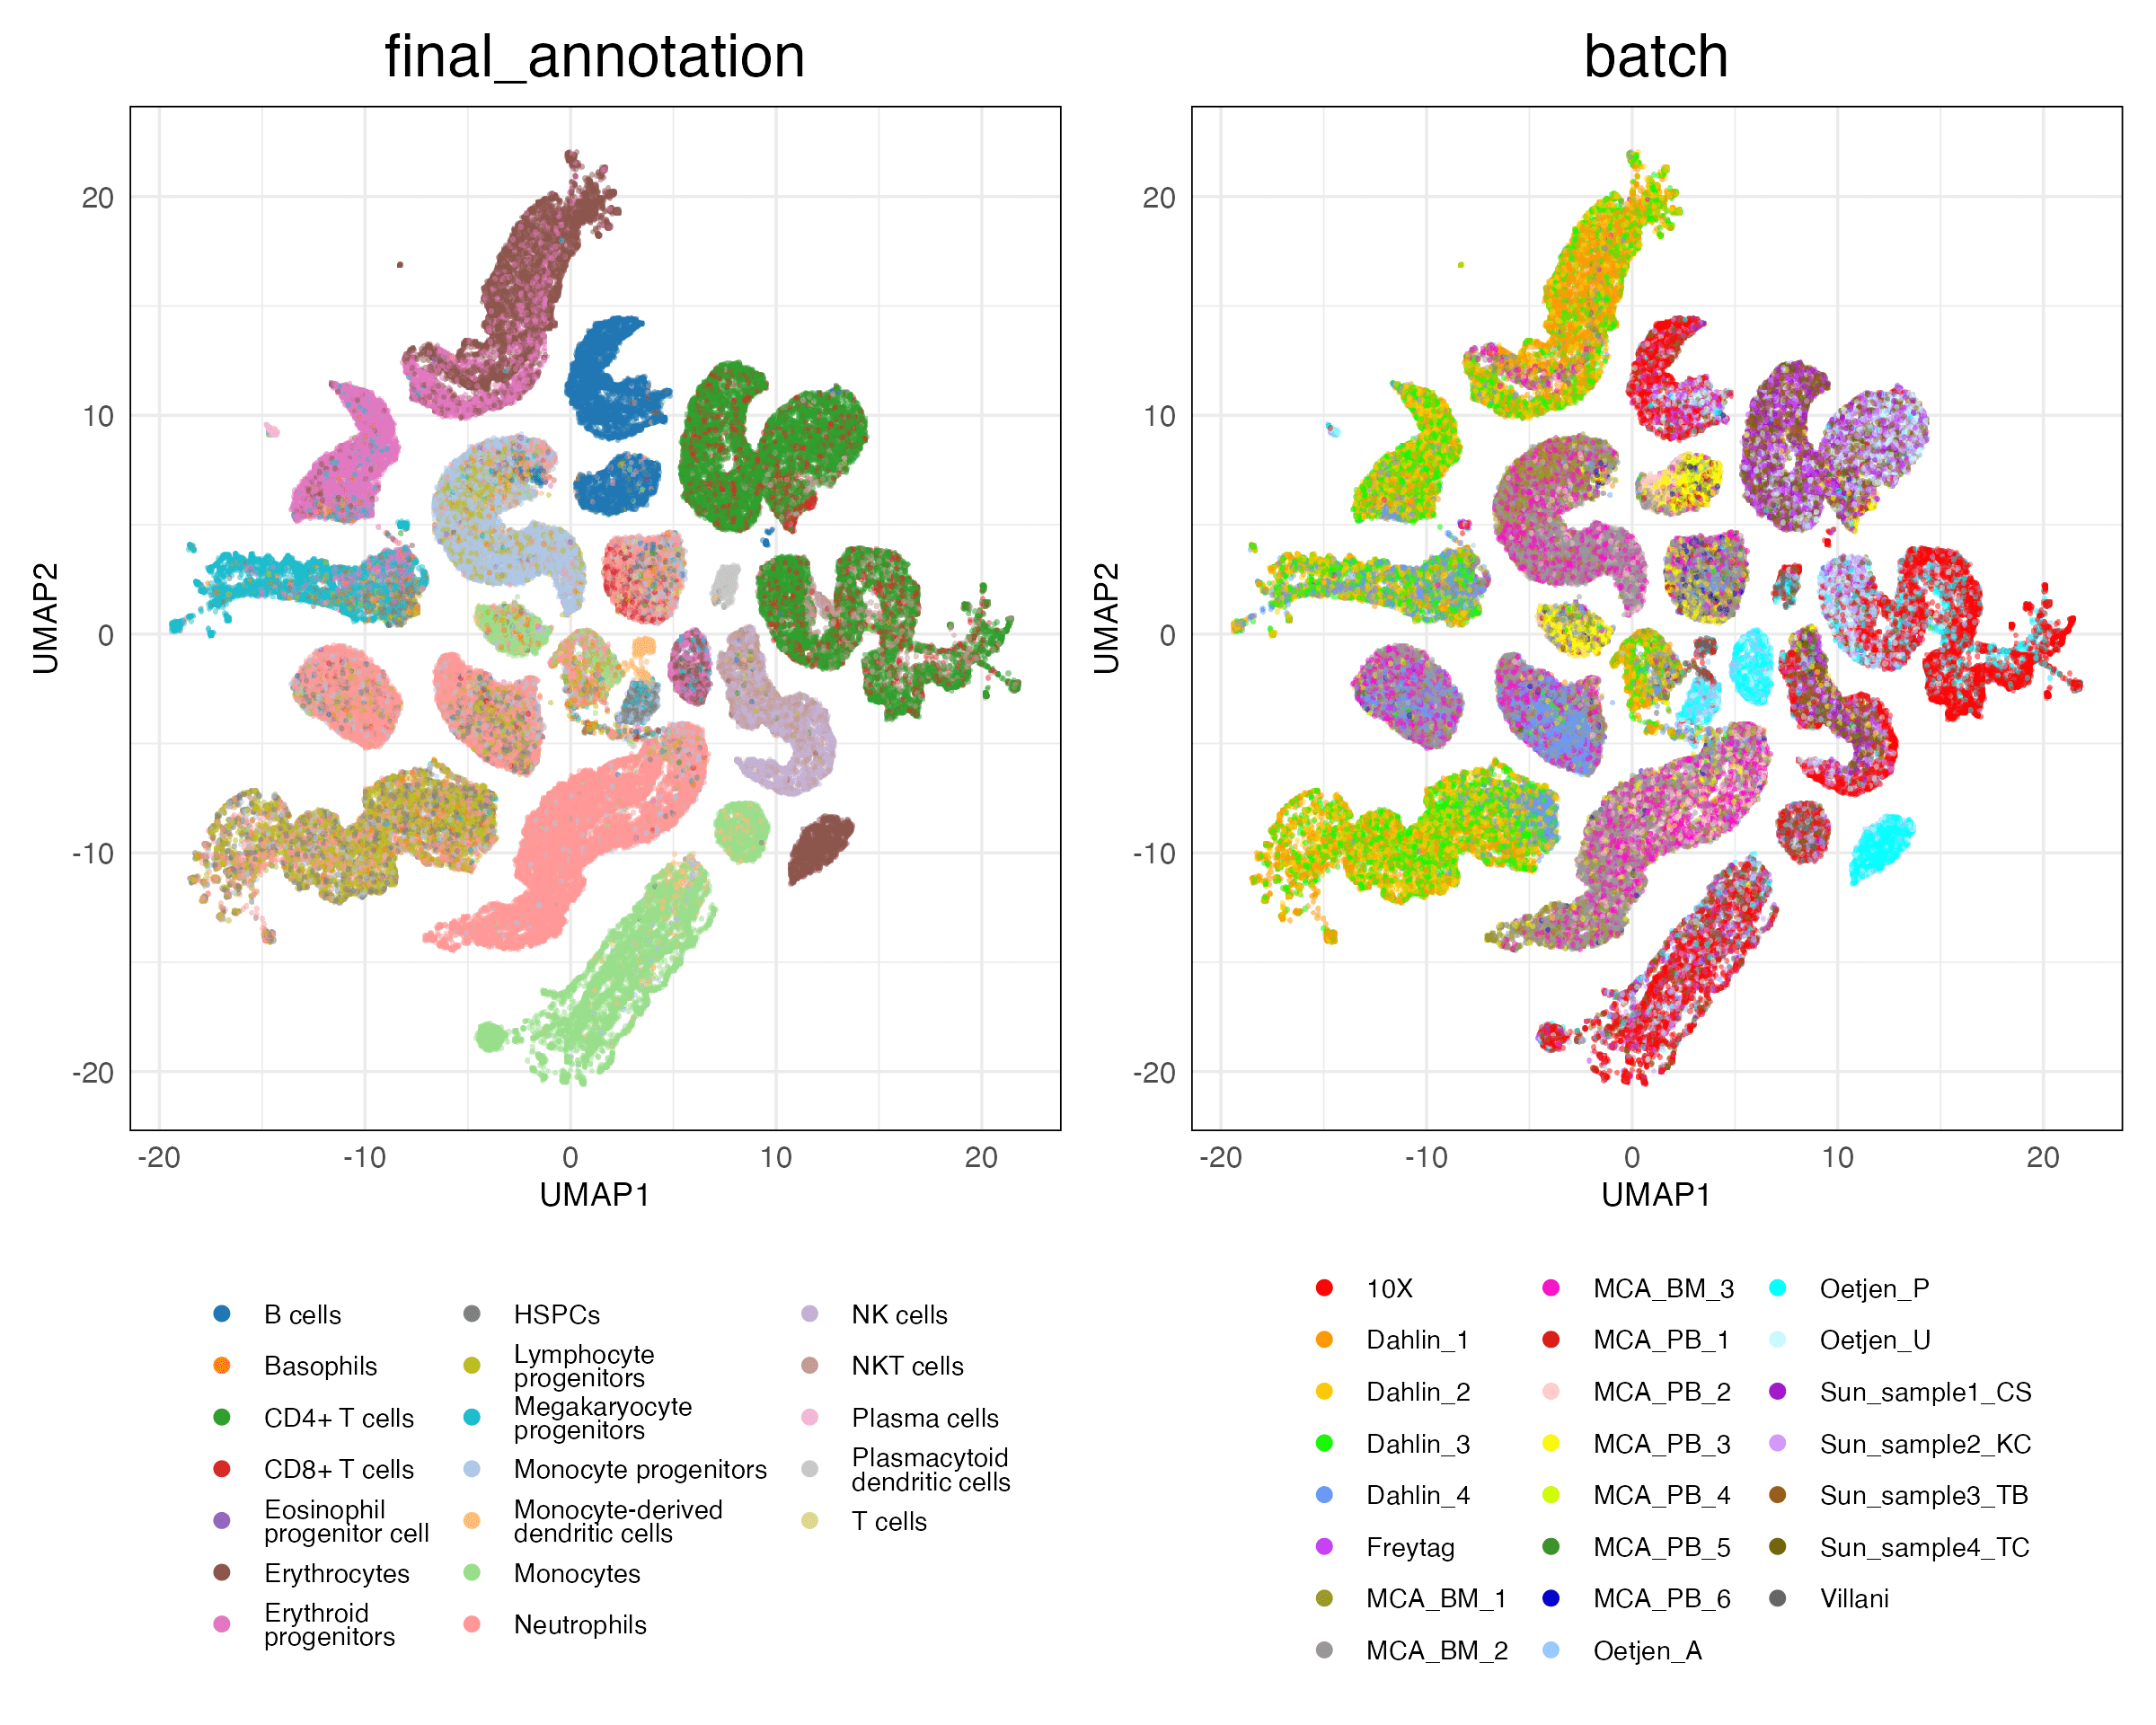 final_annotation
batch
20
10
0
-10
-20
UMAP2
-20
-10
0
10
20
UMAP1
20
10
0
-10
-20
UMAP2
-20
-10
0
10
20
UMAP1
B cells
Basophils
CD4+ T cells
CD8+ T cells
Eosinophil
progenitor cell
Erythrocytes
Erythroid
progenitors
HSPCs
Lymphocyte
progenitors
Megakaryocyte
progenitors
Monocyte progenitors
Monocyte-derived
dendritic cells
Monocytes
Neutrophils
NK cells
NKT cells
Plasma cells
Plasmacytoid
dendritic cells
T cells
10X
Dahlin_1
Dahlin_2
Dahlin_3
Dahlin_4
Freytag
MCA_BM_1
MCA_BM_2
MCA_BM_3
MCA_PB_1
MCA_PB_2
MCA_PB_3
MCA_PB_4
MCA_PB_5
MCA_PB_6
Oetjen_A
Oetjen_P
Oetjen_U
Sun_sample1_CS
Sun_sample2_KC
Sun_sample3_TB
Sun_sample4_TC
Villani